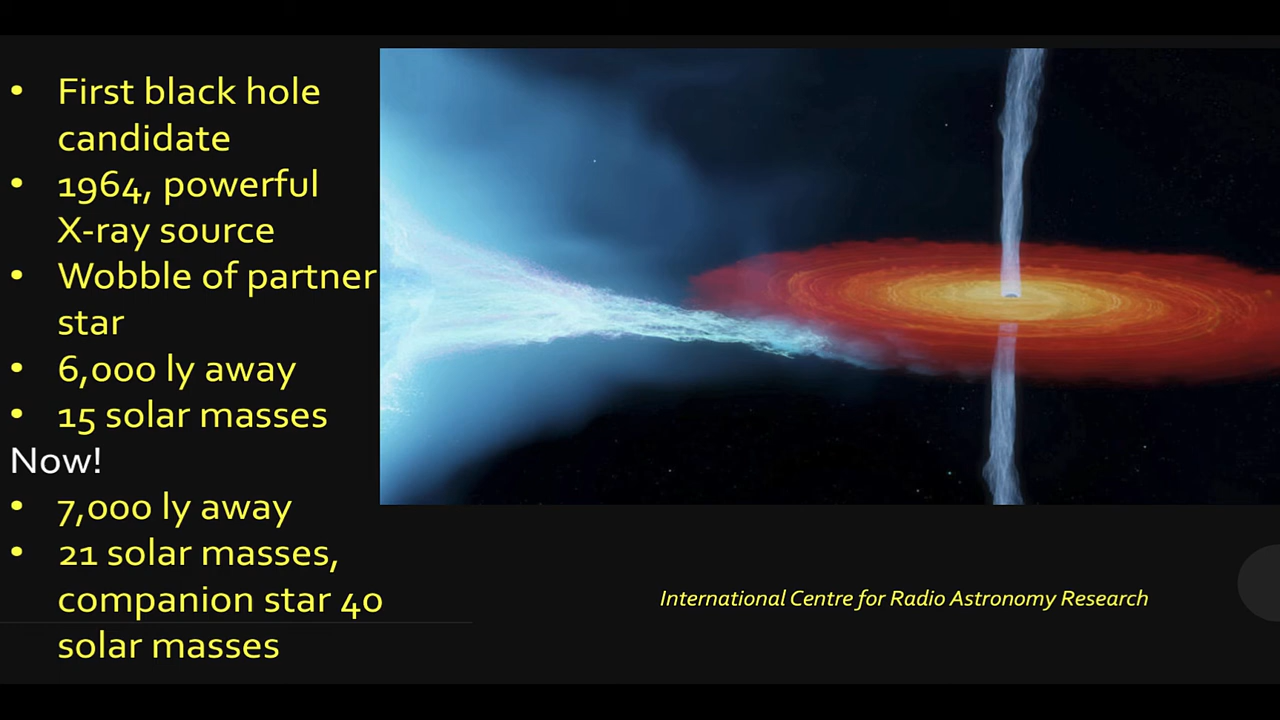 • First black hole
candidate
• 1964, powerful
X-ray source
• Wobble of partner
star
• 6,000 ly away
• 15 solar masses
Now!
• 7,000 ly away
• 21 solar masses,
companion star 40
solar masses
International Centre for Radio Astronomy Research